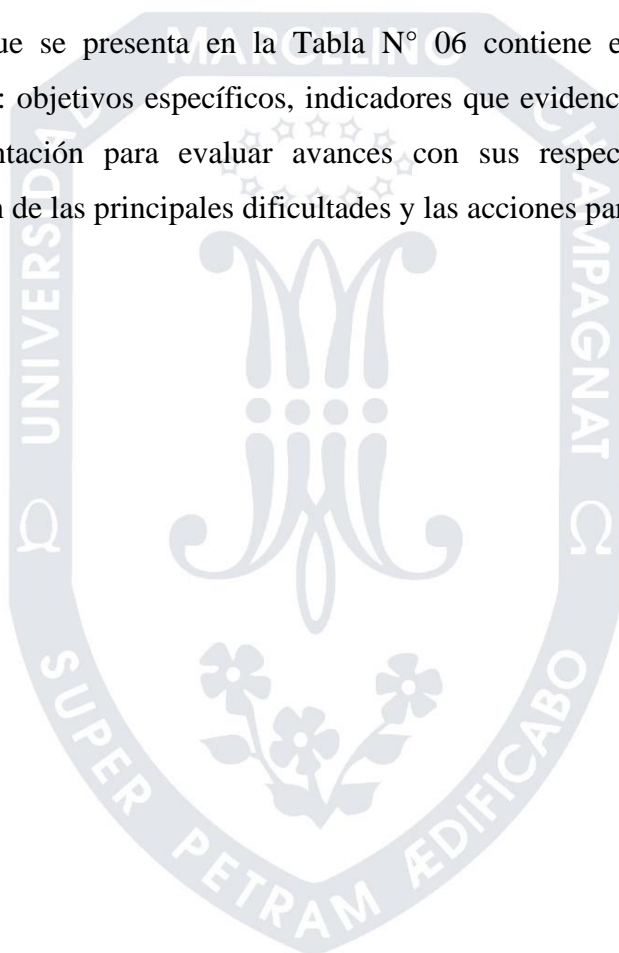 ue se presenta en la Tabla N° 06 contiene e
: objetivos específicos, indicadores que evidenc
ntación para evaluar avances con sus respec
n de las principales dificultades y las acciones par
UNIVERSIDAD MARCELINO CHAMPAGNAT
SUPER PETRAM ÆDIFICABO